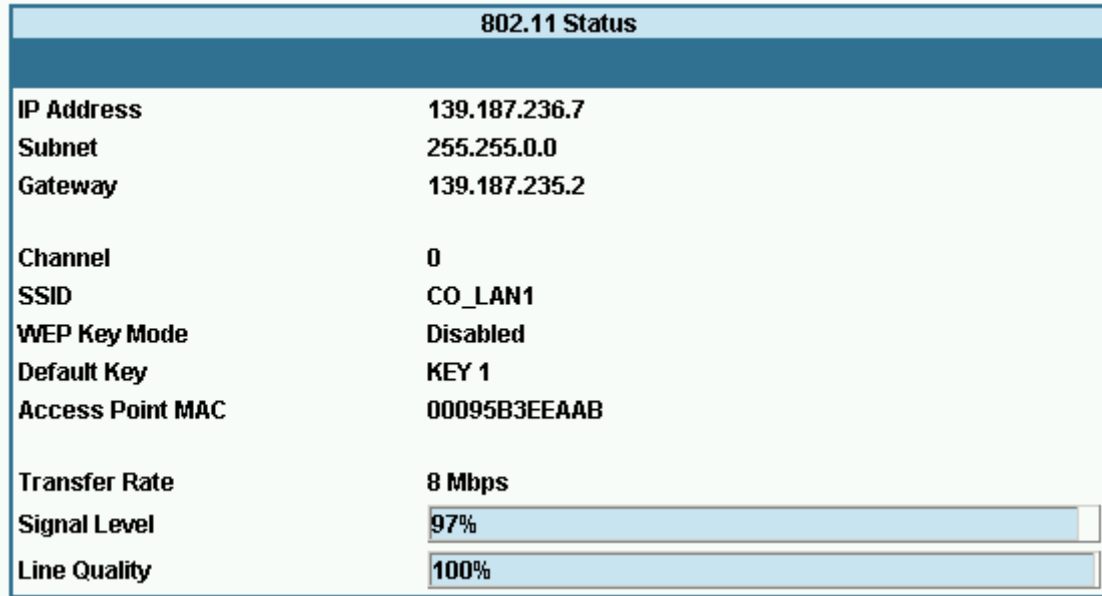 802.11 Status
IP Address 139.187.236.7
Subnet 255.255.0.0
Gateway 139.187.235.2
Channel 0
SSID CO_LAN1
WEP Key Mode Disabled
Default Key KEY 1
Access Point MAC 00095B3EEAAB
Transfer Rate 8 Mbps
Signal Level 97%
Line Quality 100%